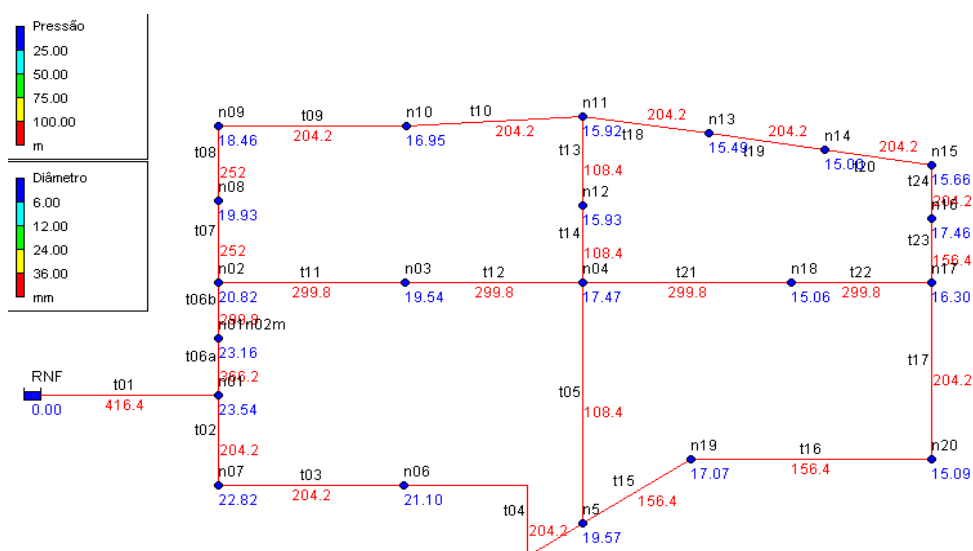 Pressão
25.00
50.00
75.00
100.00
m
Diâmetro
6.00
12.00
24.00
36.00
mm
n09
t09
n10
t10
n11
204.2
n13
18.46
204.2
16.95
204.2
15.92
t18
204.2
n14
t08
t13
15.49
t19
204.2
n15
t20
t24
15.66
252
108.4
204.2
n08
n12
n16
19.93
15.93
17.46
t07
t14
t23
252
108.4
156.4
n02
t11
n03
t12
n04
t21
n18
t22
n17
20.82
299.8
19.54
299.8
17.47
299.8
15.06
299.8
16.30
t06b
n01n02m
23.16
t06a
t17
RNF
t01
n01
0.00
416.4
23.54
t05
204.2
t02
108.4
204.2
n19
t16
n20
n07
t03
n06
17.07
156.4
15.09
22.82
204.2
21.10
t15
t04
156.4
204.2
n5
19.57